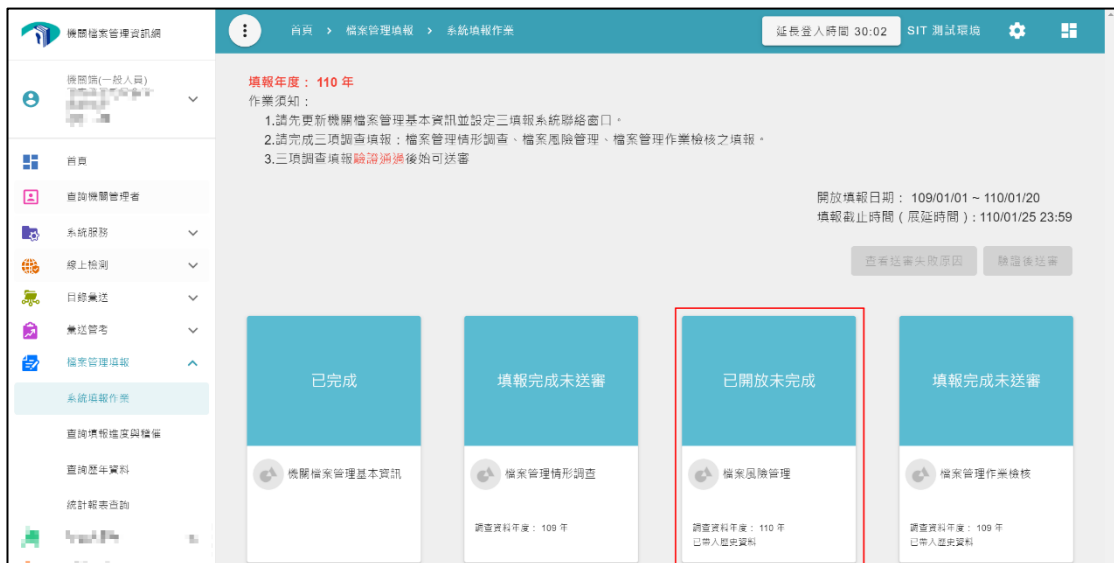 機關檔案管理資訊網
首頁 > 檔案管理填報 > 系統填報作業
延長登入時間 30:02
SIT 測試環境
機關端(一般人員)
首頁
查詢機關管理者
系統服務
線上檢測
目錄彙送
彙送管考
檔案管理填報
系統填報作業
查詢填報進度與稽催
查詢歷年資料
統計報表查詢
填報年度： 110 年
作業須知：
1.請先更新機關檔案管理基本資訊並設定三填報系統聯絡窗口。
2.請完成三項調查填報：檔案管理情形調查、檔案風險管理、檔案管理作業檢核之填報。
3.三項調查填報驗證通過後始可送審
開放填報日期： 109/01/01 ~ 110/01/20
填報截止時間 ( 展延時間 ) : 110/01/25 23:59
查看送審失敗原因
驗證後送審
已完成
機關檔案管理基本資訊
填報完成未送審
檔案管理情形調查
調查資料年度： 109 年
已開放未完成
檔案風險管理
調查資料年度： 110 年
已帶入歷史資料
填報完成未送審
檔案管理作業檢核
調查資料年度： 109 年
已帶入歷史資料